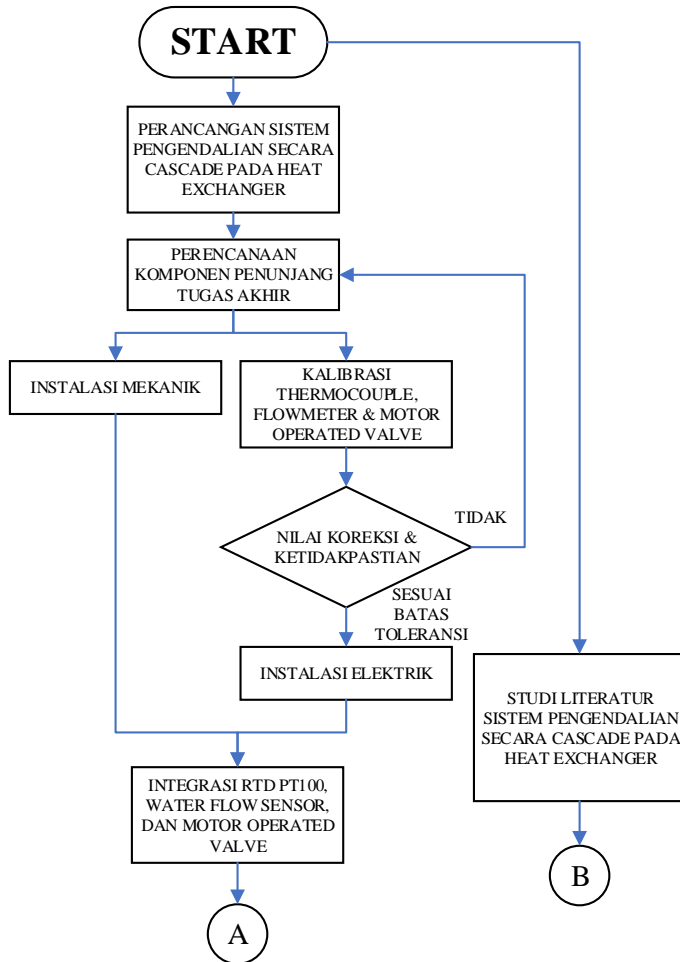 START
PERANCANGAN SISTEM
PENGENDALIAN SECARA
CASCADE PADA HEAT
EXCHANGER
PERENCANAAN
KOMPONEN PENUNJANG
TUGAS AKHIR
INSTALASI MEKANIK
KALIBRASI
THERMOCOUPLE,
FLOWMETER & MOTOR
OPERATED VALVE
NILAI KOREKSI &
KETIDAKPASTIAN
TIDAK
SESUAI
BATAS
TOLERANSI
INSTALASI ELEKTRIK
INTEGRASI RTD PT100,
WATER FLOW SENSOR,
DAN MOTOR OPERATED
VALVE
A
STUDI LITERATUR
SISTEM PENGENDALIAN
SECARA CASCADE PADA
HEAT EXCHANGER
B